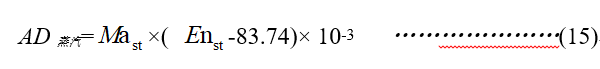 AD 蒸汽=Ma st ×( En st -83.74)× 10-3 …………………(15)